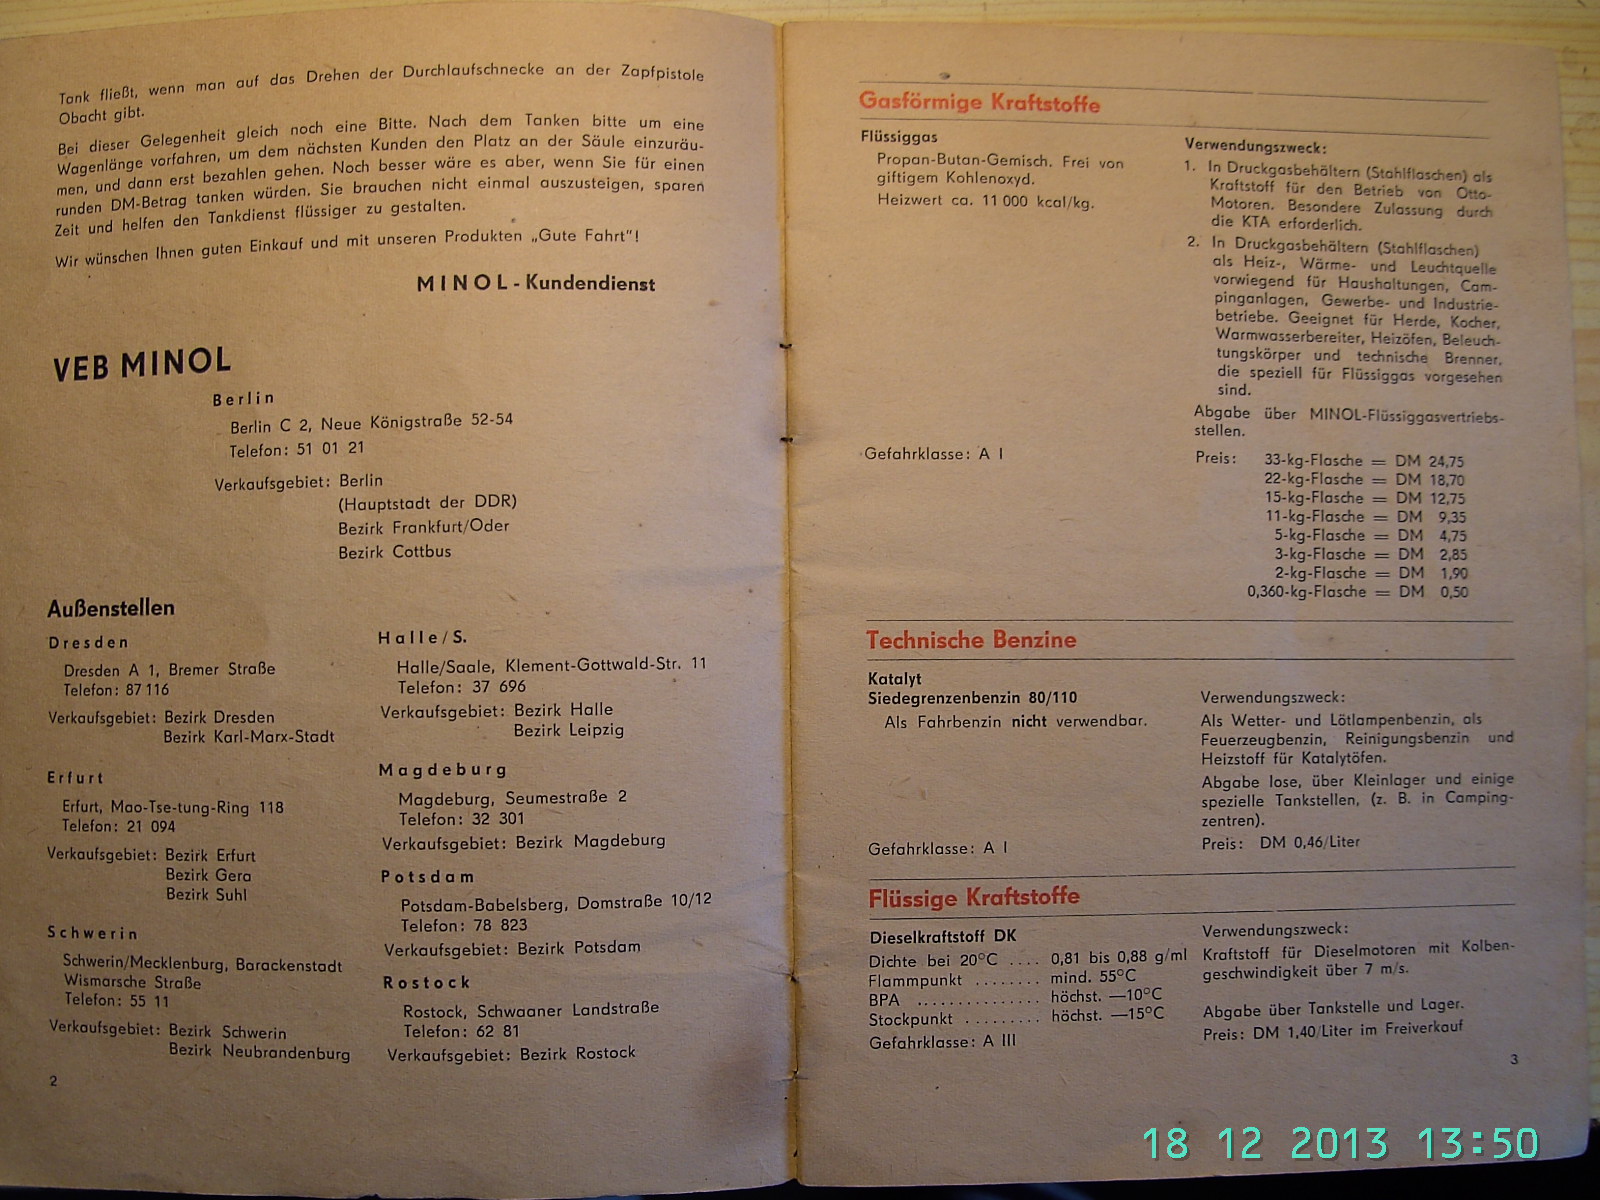 Tank fließt, wenn man auf das Drehen der Durchlaufschnecke an der Zapfpistole
Obacht gibt.
Bei dieser Gelegenheit gleich noch eine Bitte. Nach dem Tanken bitte um eine
Wagenlänge vorfahren, um dem nächsten Kunden den Platz an der Säule einzuräu-
men, und dann erst bezahlen gehen. Noch besser wäre es aber, wenn Sie für einen
runden DM-Betrag tanken würden. Sie brauchen nicht einmal auszusteigen, sparen
Zeit und helfen den Tankdienst flüssiger zu gestalten.
Wir wünschen Ihnen guten Einkauf und mit unseren Produkten „Gute Fahrt"!
MINOL-Kundendienst
VEB MINOL
Berlin
Berlin C 2, Neue Königstraße 52-54
Telefon: 51 01 21
Verkaufsgebiet: Berlin
(Hauptstadt der DDR)
Bezirk Frankfurt/Oder
Bezirk Cottbus
Außenstellen
Dresden
Dresden A 1, Bremer Straße
Telefon: 87 116
Verkaufsgebiet: Bezirk Dresden
Bezirk Karl-Marx-Stadt
Erfurt
Erfurt, Mao-Tse-tung-Ring 118
Telefon: 21 094
Verkaufsgebiet: Bezirk Erfurt
Bezirk Gera
Bezirk Suhl
Schwerin
Schwerin/Mecklenburg, Barackenstadt
Wismarsche Straße
Telefon: 55 11
Verkaufsgebiet: Bezirk Schwerin
Bezirk Neubrandenburg
Halle/S.
Halle/Saale, Klement-Gottwald-Str. 11
Telefon: 37 696
Verkaufsgebiet: Bezirk Halle
Bezirk Leipzig
Magdeburg
Magdeburg, Seumestraße 2
Telefon: 32 301
Verkaufsgebiet: Bezirk Magdeburg
Potsdam
Potsdam-Babelsberg, Domstraße 10/12
Telefon: 78 823
Verkaufsgebiet: Bezirk Potsdam
Rostock
Rostock, Schwaaner Landstraße
Telefon: 62 81
Verkaufsgebiet: Bezirk Rostock
2
Gasförmige Kraftstoffe
Flüssiggas
Propan-Butan-Gemisch. Frei von
giftigem Kohlenoxyd.
Heizwert ca. 11 000 kcal/kg.
Gefahrklasse: A I
Verwendungszweck:
1. In Druckgasbehältern (Stahlflaschen) als
Kraftstoff für den Betrieb von Otto-
Motoren. Besondere Zulassung durch
die KTA erforderlich.
2. In Druckgasbehältern (Stahlflaschen)
als Heiz-, Wärme- und Leuchtquelle
vorwiegend für Haushaltungen, Cam-
pinganlagen, Gewerbe- und Industrie-
betriebe. Geeignet für Herde, Kocher,
Warmwasserbereiter, Heizöfen, Beleuch-
tungskörper und technische Brenner,
die speziell für Flüssiggas vorgesehen
sind.
Abgabe über MINOL-Flüssiggasvertriebs-
stellen.
Preis: 33-kg-Flasche = DM 24,75
22-kg-Flasche = DM 18,70
15-kg-Flasche = DM 12,75
11-kg-Flasche = DM 9,35
5-kg-Flasche = DM 4,75
3-kg-Flasche = DM 2,85
2-kg-Flasche = DM 1,90
0,360-kg-Flasche = DM 0,50
Technische Benzine
Katalyt
Siedegrenzenbenzin 80/110
Als Fahrbenzin nicht verwendbar.
Gefahrklasse: A I
Verwendungszweck:
Als Wetter- und Lötlampenbenzin, als
Feuerzeugbenzin, Reinigungsbenzin und
Heizstoff für Katalytöfen.
Abgabe lose, über Kleinlager und einige
spezielle Tankstellen, (z. B. in Camping-
zentren).
Preis: DM 0,46/Liter
Flüssige Kraftstoffe
Dieselkraftstoff DK
Dichte bei 20°C .... 0,81 bis 0,88 g/ml
Flammpunkt ........ mind. 55°C
BPA ............... höchst. —10°C
Stockpunkt ......... höchst. —15°C
Gefahrklasse: A III
Verwendungszweck:
Kraftstoff für Dieselmotoren mit Kolben-
geschwindigkeit über 7 m/s.
Abgabe über Tankstelle und Lager.
Preis: DM 1,40/Liter im Freiverkauf
3
18 12 2013 13:50